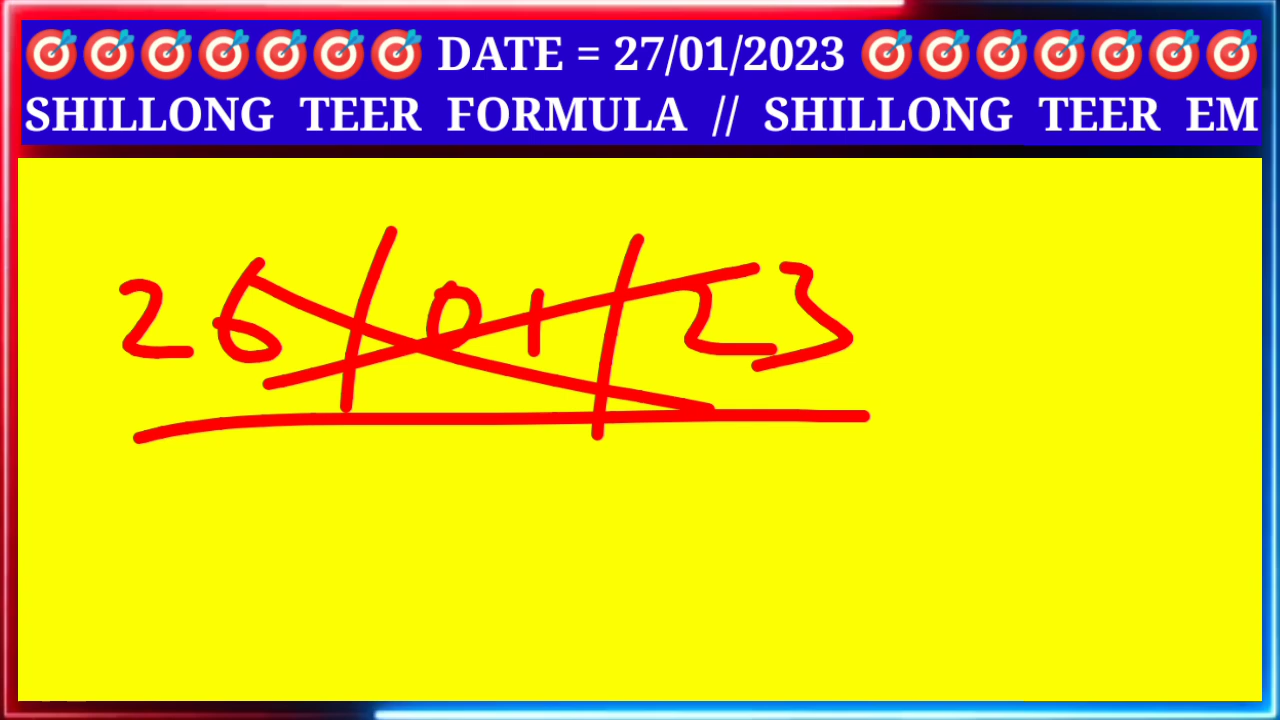 🎯🎯🎯🎯🎯🎯🎯 DATE = 27/01/2023 🎯🎯🎯🎯🎯🎯🎯
SHILLONG TEER FORMULA // SHILLONG TEER EM
26/01/23